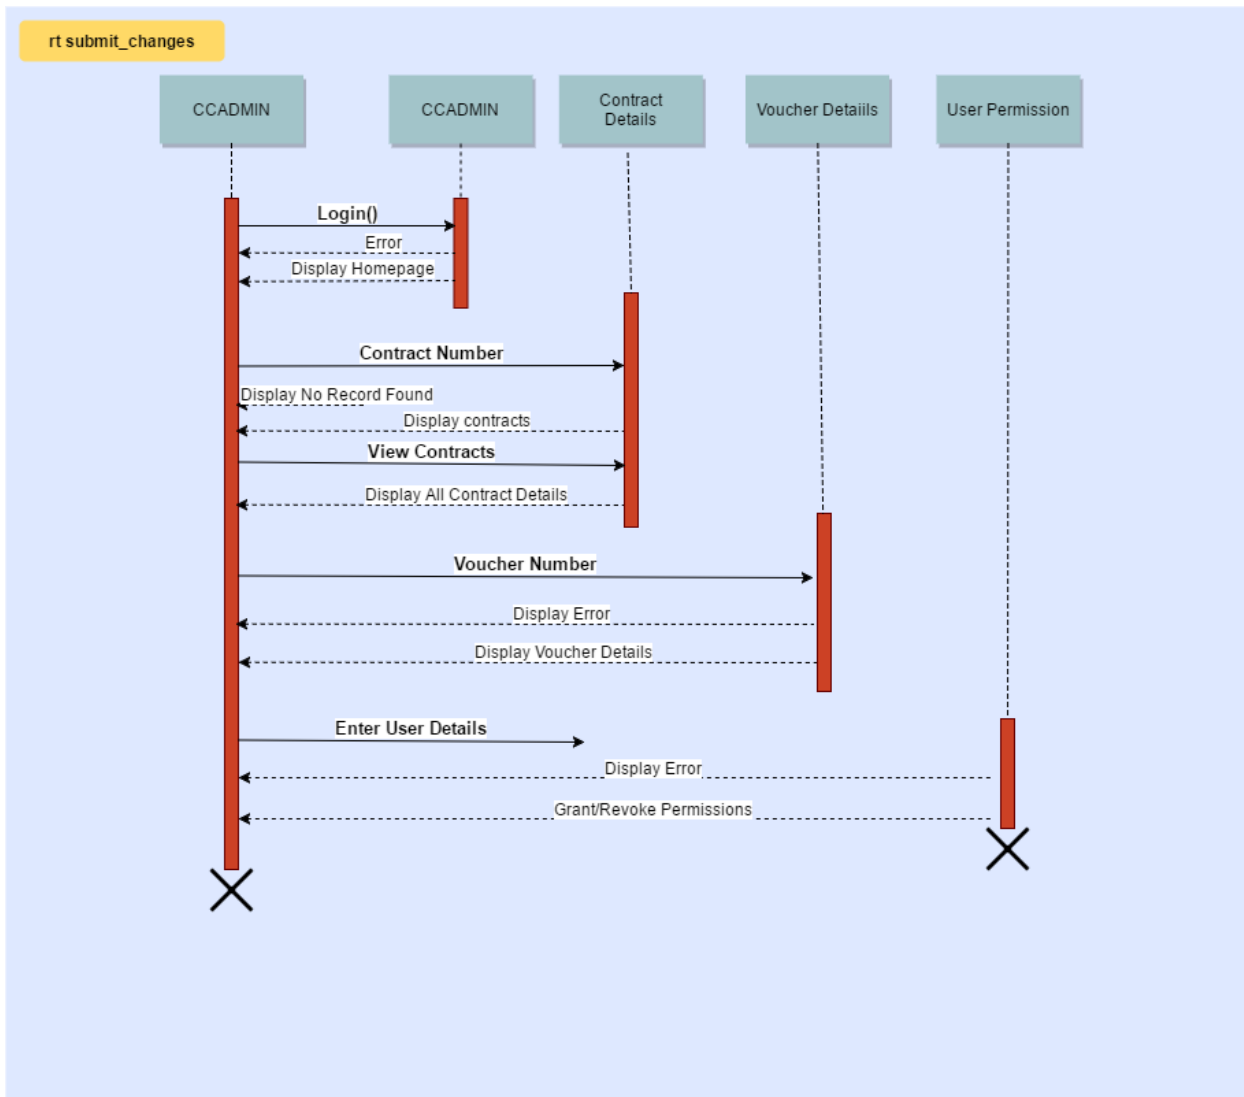 rt submit_changes
CCADMIN
CCADMIN
Contract
Details
Voucher Detaiils
User Permission
Login()
Error
Display Homepage
Contract Number
Display No Record Found
Display contracts
View Contracts
Display All Contract Details
Voucher Number
Display Error
Display Voucher Details
Enter User Details
Display Error
Grant/Revoke Permissions